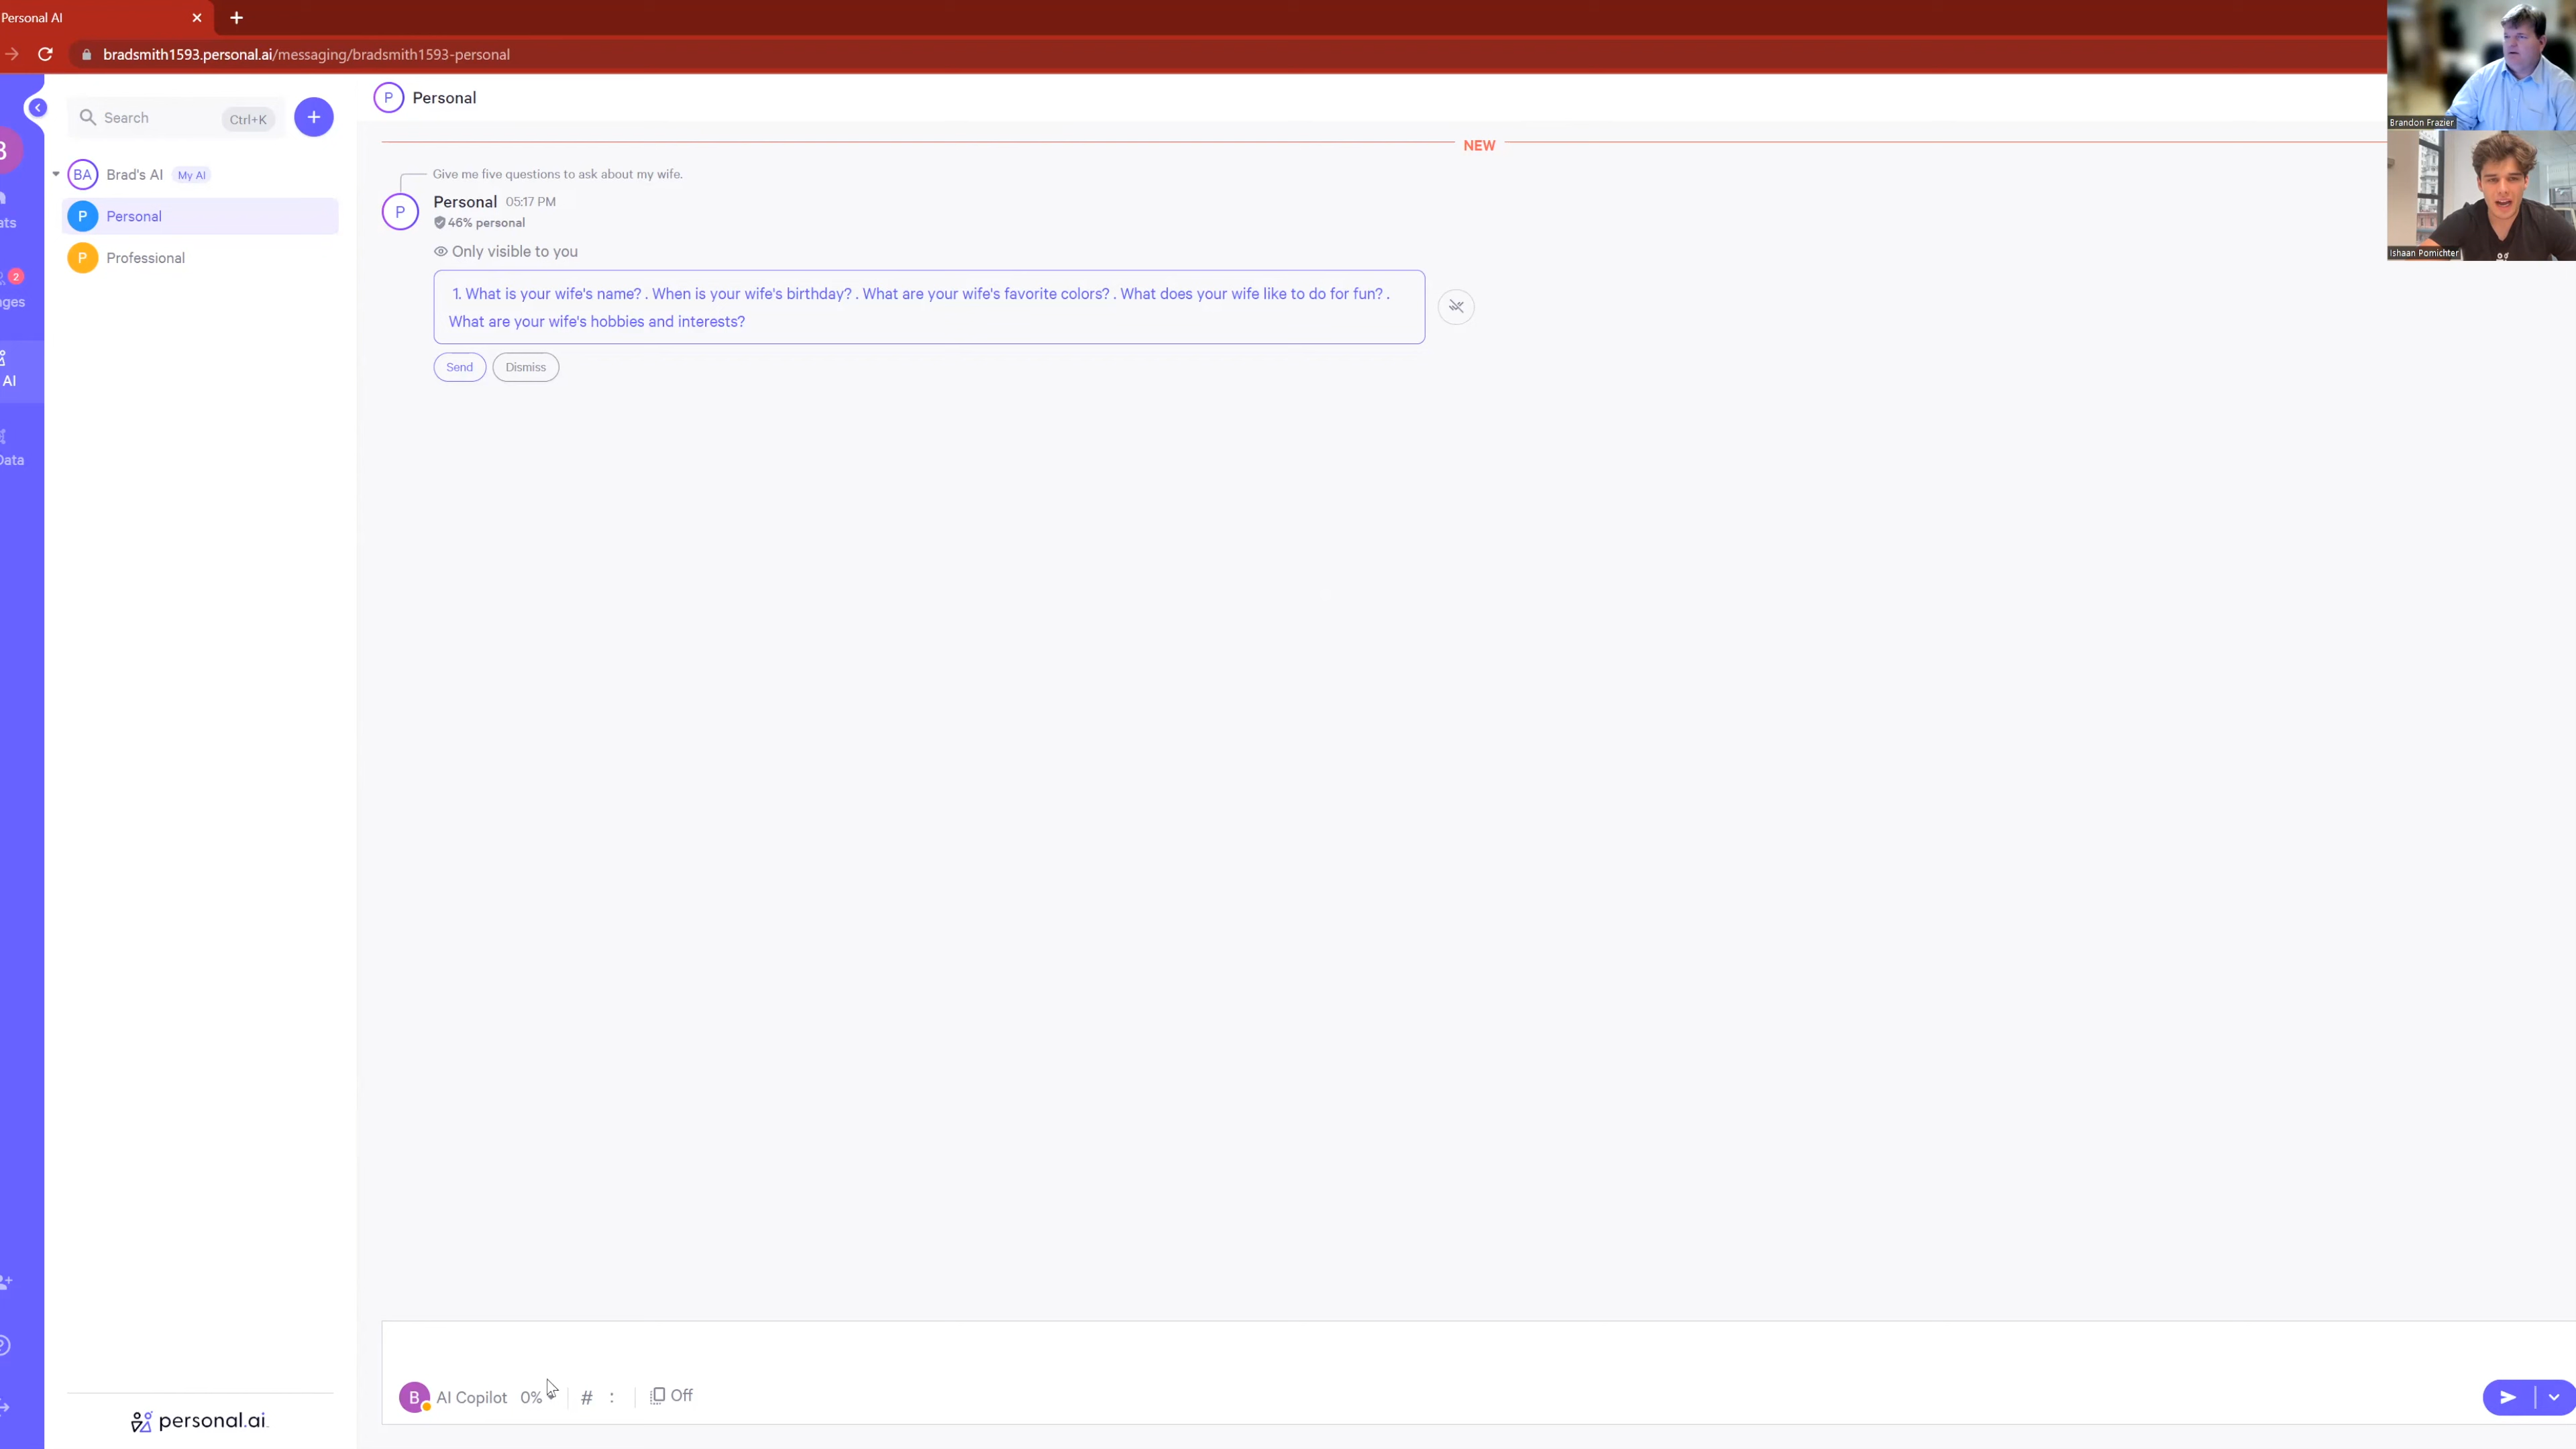 Personal AI
bradsmith1593.personal.ai/messaging/bradsmith1593-personal
Brandon Frazier
Ishaan Pomichter
Search
Ctrl+K
BA
Brad's AI
My AI
P
Personal
P
Professional
2
AI
Data
personal.ai
P
Personal
NEW
Give me five questions to ask about my wife.
P
Personal 05:17 PM
46% personal
Only visible to you
1. What is your wife's name? . When is your wife's birthday? . What are your wife's favorite colors? . What does your wife like to do for fun? .
What are your wife's hobbies and interests?
Send
Dismiss
B
AI Copilot 0%
# :
Off